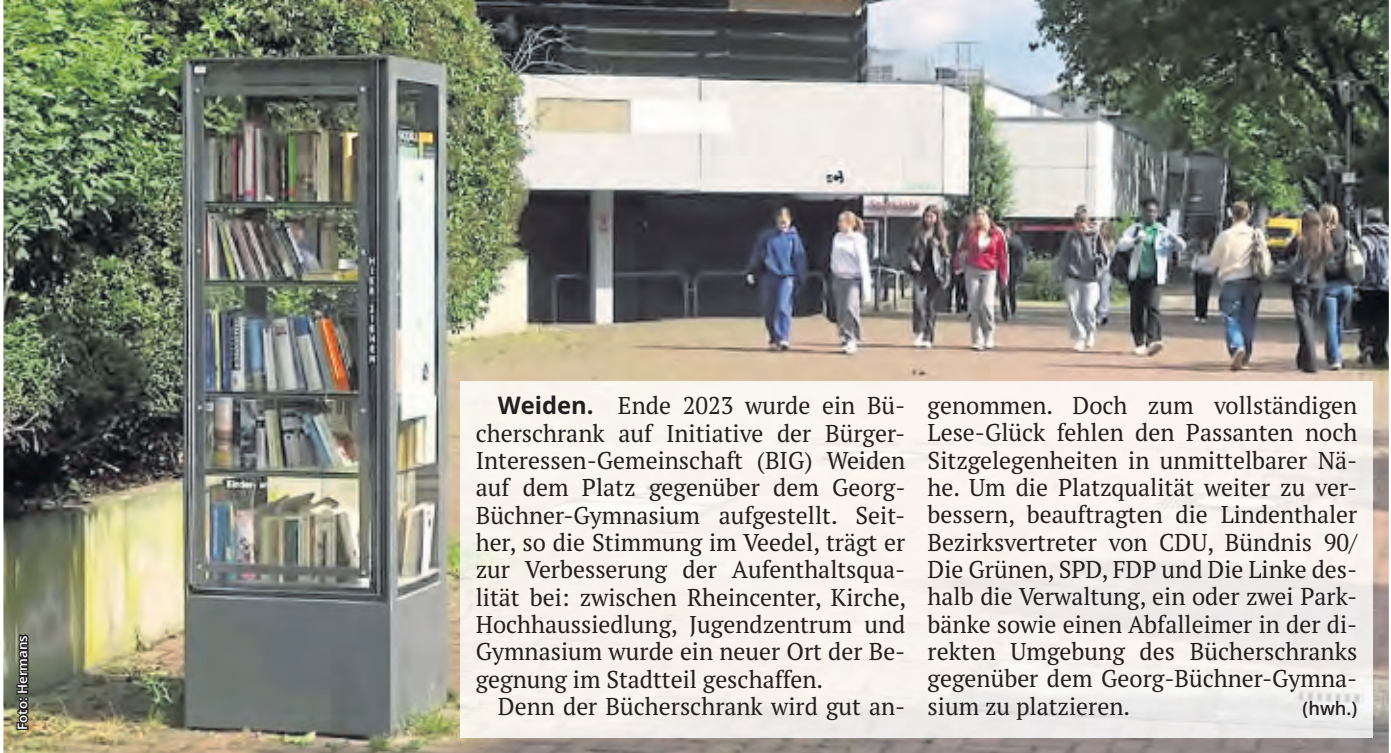 HIER ZIEHEN
Weiden. Ende 2023 wurde ein Bü-
cherschrank auf Initiative der Bürger-
Interessen-Gemeinschaft (BIG) Weiden
auf dem Platz gegenüber dem Georg-
Büchner-Gymnasium aufgestellt. Seit-
her, so die Stimmung im Veedel, trägt er
zur Verbesserung der Aufenthaltsqua-
lität bei: zwischen Rheincenter, Kirche,
Hochhaussiedlung, Jugendzentrum und
Gymnasium wurde ein neuer Ort der Be-
gegnung im Stadtteil geschaffen.
Denn der Bücherschrank wird gut an-
genommen. Doch zum vollständigen
Lese-Glück fehlen den Passanten noch
Sitzgelegenheiten in unmittelbarer Nä-
he. Um die Platzqualität weiter zu ver-
bessern, beauftragten die Lindenthaler
Bezirksvertreter von CDU, Bündnis 90/
Die Grünen, SPD, FDP und Die Linke des-
halb die Verwaltung, ein oder zwei Park-
bänke sowie einen Abfalleimer in der di-
rekten Umgebung des Bücherschranks
gegenüber dem Georg-Büchner-Gymna-
sium zu platzieren. (hwh.)
Foto: Hermans